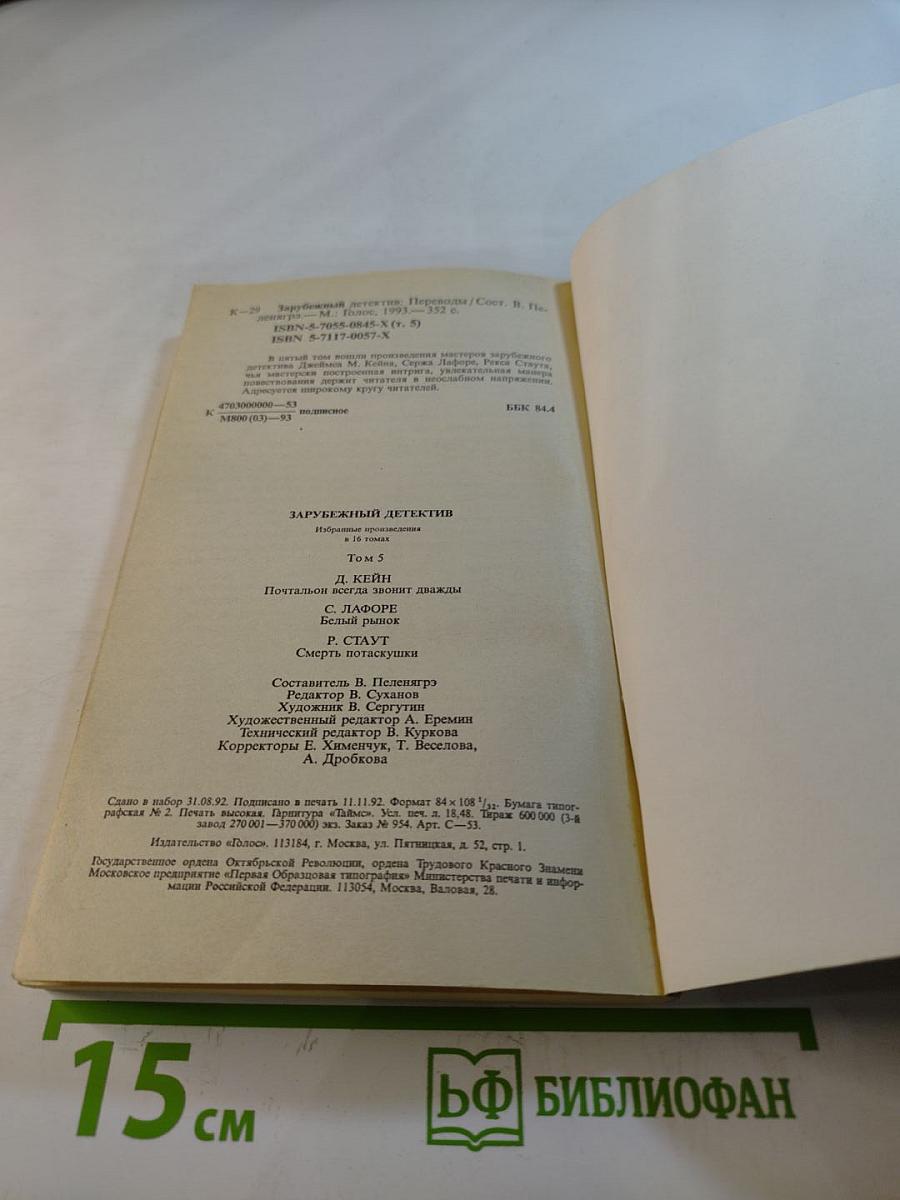 К—29 Зарубежный детектив: Переводы / Сост. В. Пе-
ленягрэ.— М.: Голос, 1993.— 352 с.
ISBN-5-7055-0845-X (т. 5)
ISBN 5-7117-0057-X
В пятый том вошли произведения мастеров зарубежного
детектива Джеймса М. Кейна, Сержа Лафоре, Рекса Стаута,
чья мастерски построенная интрига, увлекательная манера
повествования держит читателя в неослабном напряжении.
Адресуется широкому кругу читателей.
К 4703000000—53
М800 (03)—93 подписное
ББК 84.4
ЗАРУБЕЖНЫЙ ДЕТЕКТИВ
Избранные произведения
в 16 томах
Том 5
Д. КЕЙН
Почтальон всегда звонит дважды
С. ЛАФОРЕ
Белый рынок
Р. СТАУТ
Смерть потаскушки
Составитель В. Пеленягрэ
Редактор В. Суханов
Художник В. Сергутин
Художественный редактор А. Еремин
Технический редактор В. Куркова
Корректоры Е. Хименчук, Т. Веселова,
А. Дробкова
Сдано в набор 31.08.92. Подписано в печать 11.11.92. Формат 84 × 108 1/32. Бумага типог-
рафская № 2. Печать высокая. Гарнитура «Таймс». Усл. печ. л. 18,48. Тираж 600 000 (3-й
завод 270 001—370 000) экз. Заказ № 954. Арт. С—53.
Издательство «Голос». 113184, г. Москва, ул. Пятницкая, д. 52, стр. 1.
Государственное ордена Октябрьской Революции, ордена Трудового Красного Знамени
Московское предприятие «Первая Образцовая типография» Министерства печати и инфор-
мации Российской Федерации. 113054, Москва, Валовая, 28.
15 см
ЬФ БИБЛИОФАН